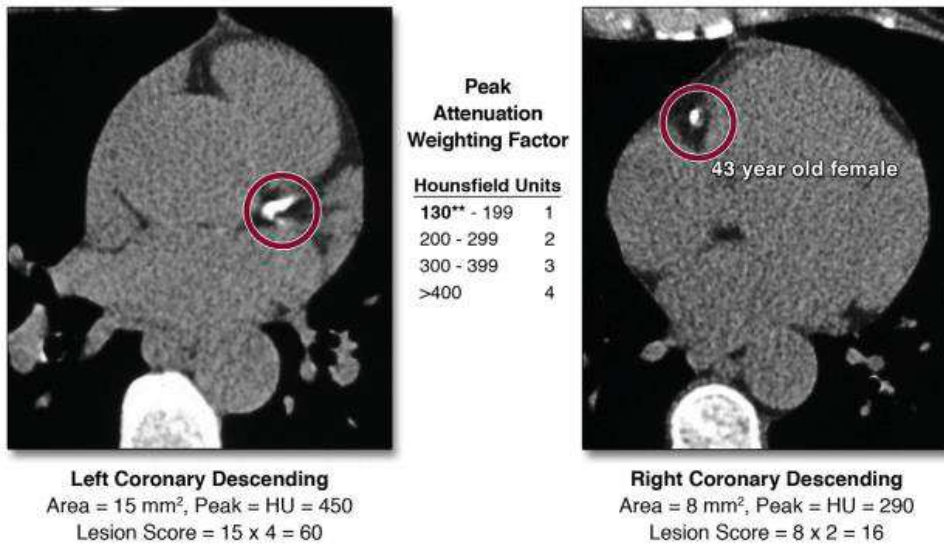 Peak
Attenuation
Weighting Factor
Hounsfield Units
130** - 199 1
200 - 299 2
300 - 399 3
>400 4
43 year old female
Left Coronary Descending
Area = 15 mm², Peak = HU = 450
Lesion Score = 15 x 4 = 60
Right Coronary Descending
Area = 8 mm², Peak = HU = 290
Lesion Score = 8 x 2 = 16